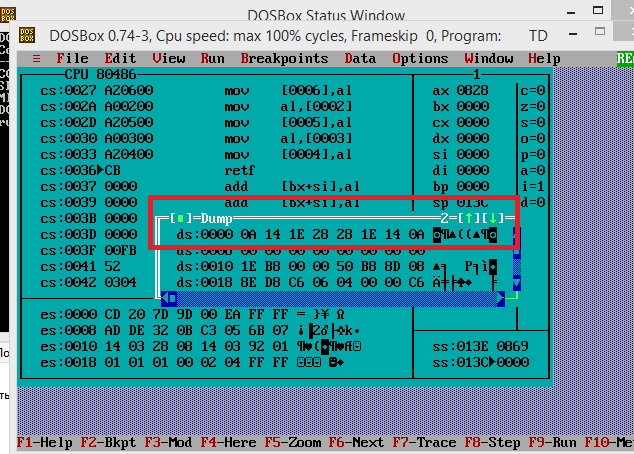 DOSBox Status Window
DOSBox 0.74-3, Cpu speed: max 100% cycles, Frameskip 0, Program: TD
≡ File Edit View Run Breakpoints Data Options Window Help RE
CPU 80486 1
cs:0027 A20600 mov [0006],al ax 0828 c=0
cs:002A A00200 mov al,[0002] bx 0000 z=0
cs:002D A20500 mov [0005],al cx 0000 s=0
cs:0030 A00300 mov al,[0003] dx 0000 o=0
cs:0033 A20400 mov [0004],al si 0000 p=0
cs:0036►CB retf di 0000 a=0
cs:0037 0000 add [bx+si],al bp 0000 i=1
cs:0039 0000 add [bx+si],al sp 013C d=0
cs:003B 0000
[■]=Dump 2=[↑][↓]
cs:003D 0000 ds:0000 0A 14 1E 28 28 1E 14 0A ◙¶▲((▲¶◙
cs:003F 00FB
cs:0041 52 ds:0010 1E B8 00 00 50 B8 8D 08
cs:0042 0304 ds:0018 8E D8 C6 06 04 00 00 C6
es:0000 CD 20 7D 9D 00 EA FF FF = }¥ Ω
es:0008 AD DE 32 0B C3 05 6B 07
es:0010 14 03 28 08 14 03 92 01
es:0018 01 01 01 00 02 04 FF FF ☺☺☺ ☻♦
ss:013E 0869
ss:013C►0000
F1-Help F2-Bkpt F3-Mod F4-Here F5-Zoom F6-Next F7-Trace F8-Step F9-Run F10-Me